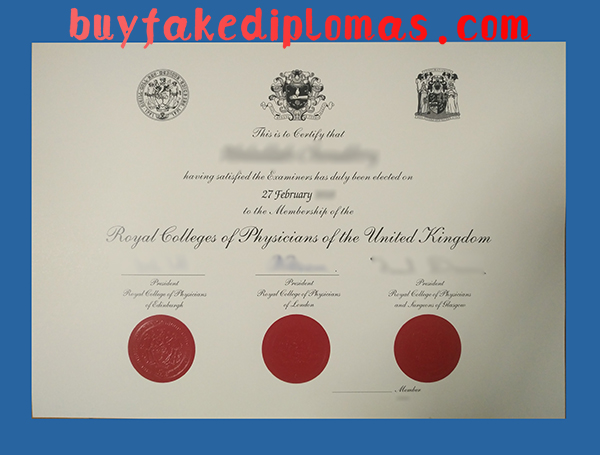 buyfakediplomas.com
This is to Certify that
having satisfied the Examiners has duly been elected on
27 February
to the Membership of the
Royal Colleges of Physicians of the United Kingdom
President
Royal College of Physicians
of Edinburgh
President
Royal College of Physicians
of London
President
Royal College of Physicians
and Surgeons of Glasgow
Member